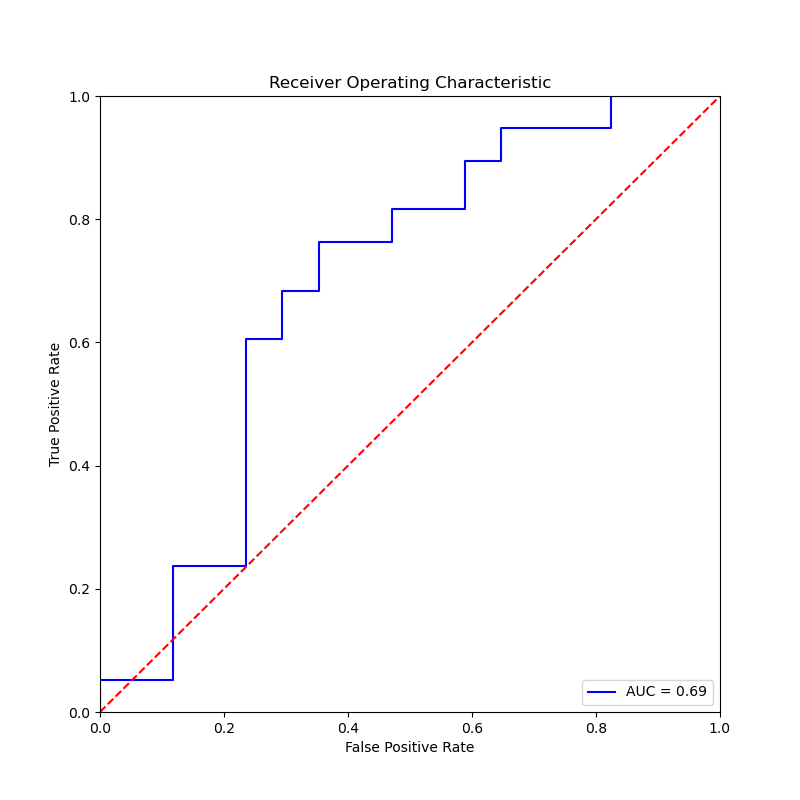 Receiver Operating Characteristic
True Positive Rate
1.0
0.8
0.6
0.4
0.2
0.0
AUC = 0.69
0.0 0.2 0.4 0.6 0.8 1.0
False Positive Rate